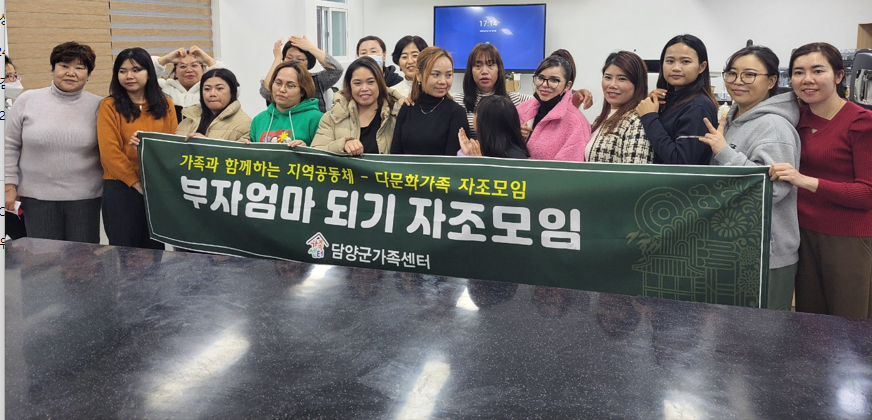 17:14
가족과 함께하는 지역공동체 - 다문화가족 자조모임
부자엄마 되기 자조모임
담양군가족센터